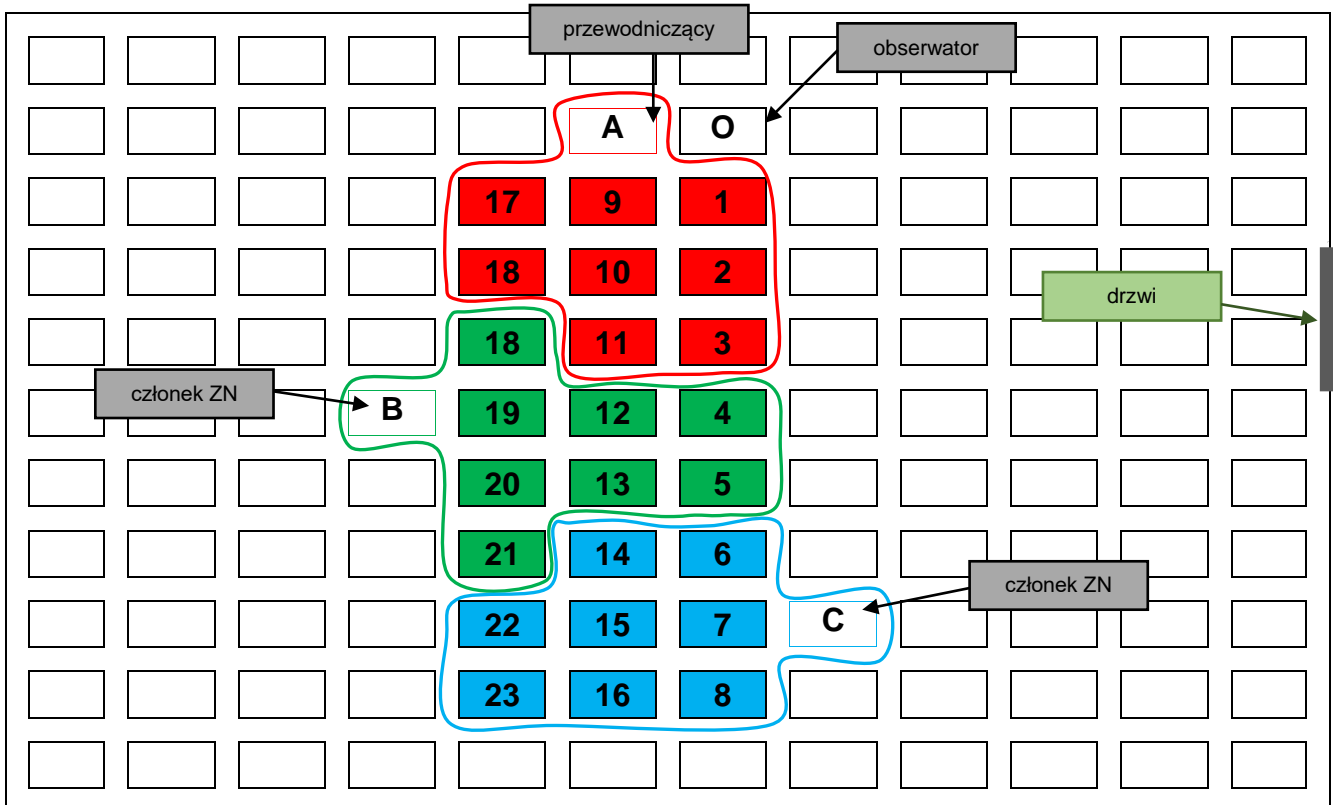 przewodniczący
obserwator
A O
17 9 1
18 10 2
drzwi
18 11 3
członek ZN
B 19 12 4
20 13 5
21 14 6
członek ZN
22 15 7 C
23 16 8